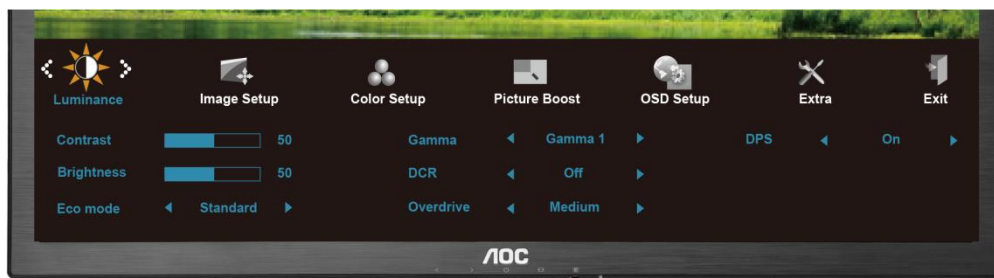 Luminance Image Setup Color Setup Picture Boost OSD Setup Extra Exit
Contrast 50 Gamma Gamma 1 DPS On
Brightness 50 DCR Off
Eco mode Standard Overdrive Medium
AOC